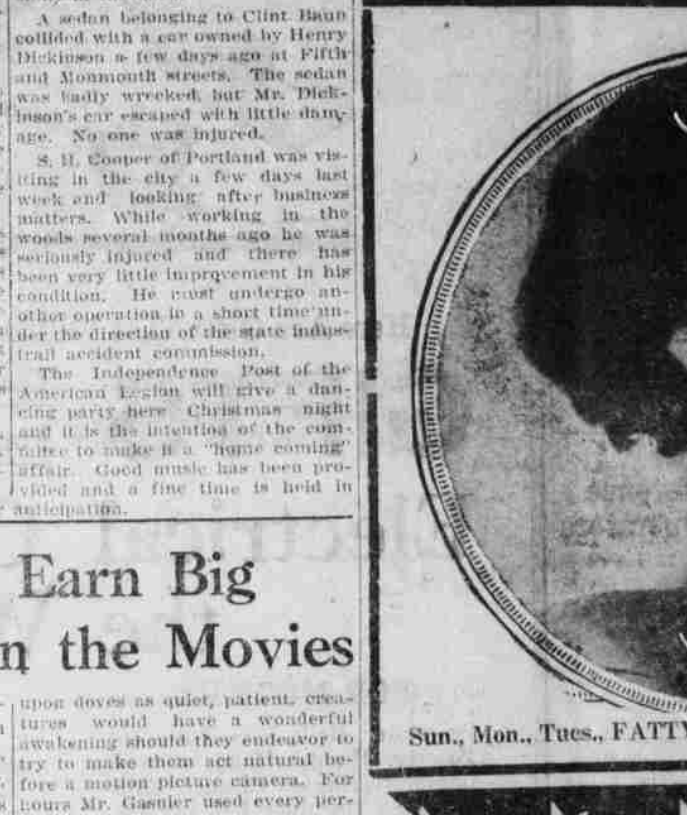 A sedan belonging to Clint Baun
collided with a car owned by Henry
Dickinson a few days ago at Fifth
and Monmouth streets. The sedan
was badly wrecked, but Mr. Dick-
inson's car escaped with little dam-
age. No one was injured.
S. H. Cooper of Portland was vis-
iting in the city a few days last
week and looking after business
matters. While working in the
woods several months ago he was
seriously injured and there has
been very little improvement in his
condition. He must undergo an-
other operation in a short time un-
der the direction of the state indus-
trail accident commission.
The Independence Post of the
American Legion will give a dan-
cing party here Christmas night
and it is the intention of the com-
mittee to make it a "home coming"
affair. Good music has been pro-
vided and a fine time is held in
anticipation.
Earn Big
n the Movies
upon doves as quiet, patient, crea-
tures would have a wonderful
awakening should they endeavor to
try to make them act natural be-
fore a motion picture camera. For
hours Mr. Gasnier used every per-
Sun., Mon., Tues., FATTY